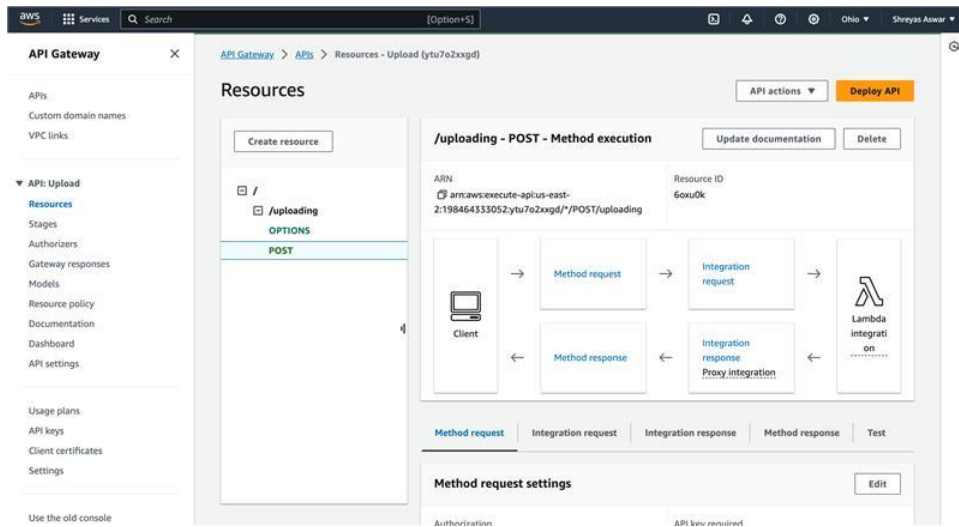 aws
Services
Search
[Option+S]
Ohio
Shreyas Aswar
API Gateway
APIs
Custom domain names
VPC links
API: Upload
Resources
Stages
Authorizers
Gateway responses
Models
Resource policy
Documentation
Dashboard
API settings
Usage plans
API keys
Client certificates
Settings
Use the old console
API Gateway > APIs > Resources - Upload (ytu7o2xxgd)
Resources
API actions
Deploy API
Create resource
/
/uploading
OPTIONS
POST
/uploading - POST - Method execution
Update documentation
Delete
ARN
arn:aws:execute-api:us-east-
2:198464333052:ytu7o2xxgd/*/POST/uploading
Resource ID
6oxu0k
Client
Method request
Integration
request
Lambda
integrati
on
Method response
Integration
response
Proxy integration
Method request
Integration request
Integration response
Method response
Test
Method request settings
Edit
Authorization
API key required